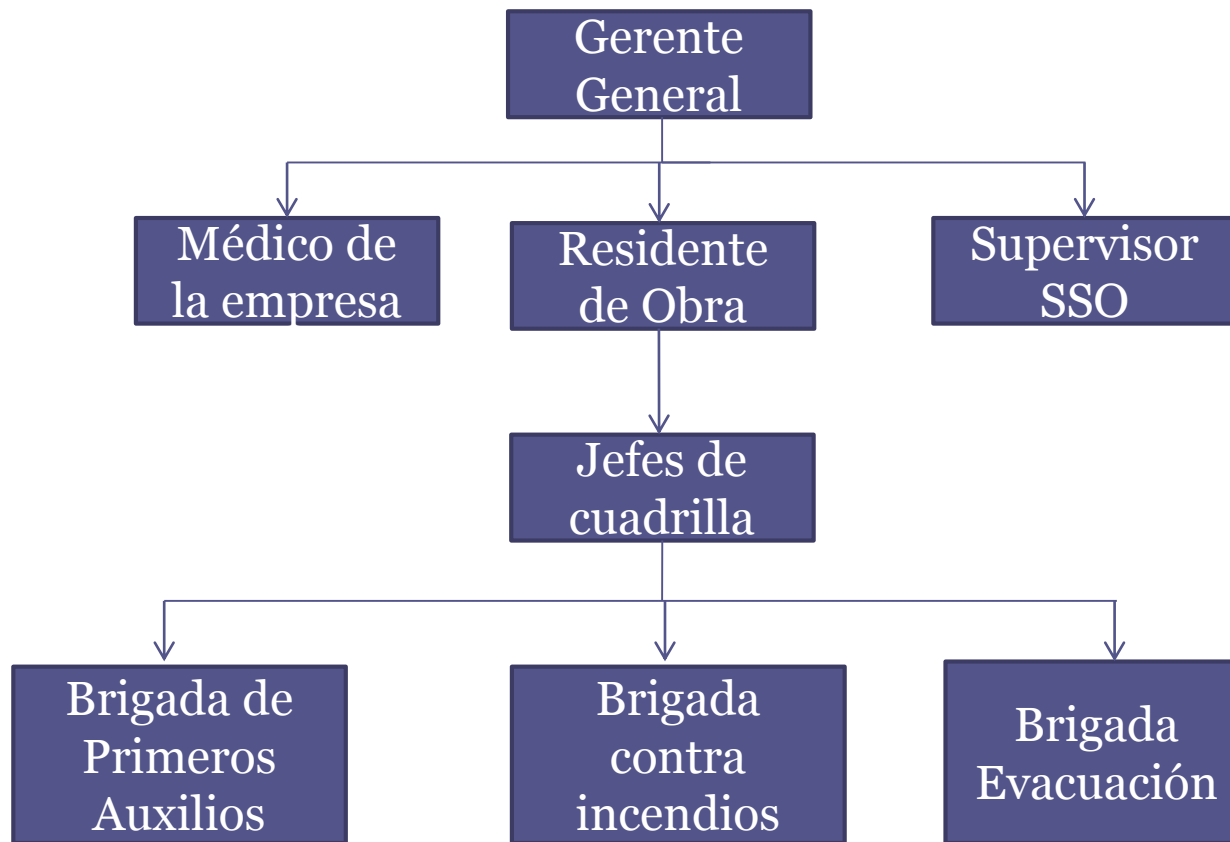 Gerente
General
Médico de
la empresa
Residente
de Obra
Supervisor
SSO
Jefes de
cuadrilla
Brigada de
Primeros
Auxilios
Brigada
contra
incendios
Brigada
Evacuación